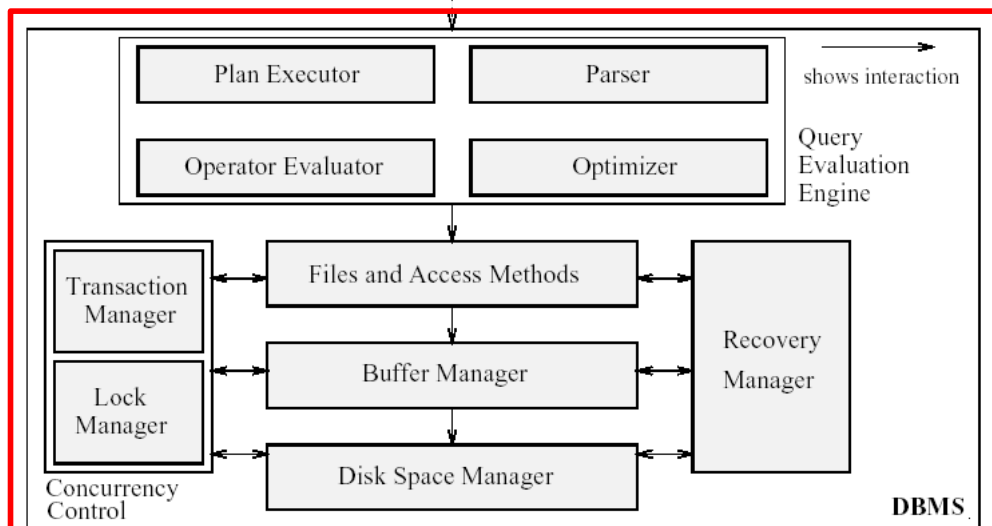 Plan Executor
Parser
shows interaction
Operator Evaluator
Optimizer
Query
Evaluation
Engine
Files and Access Methods
Transaction
Manager
Buffer Manager
Recovery
Manager
Lock
Manager
Disk Space Manager
Concurrency
Control
DBMS